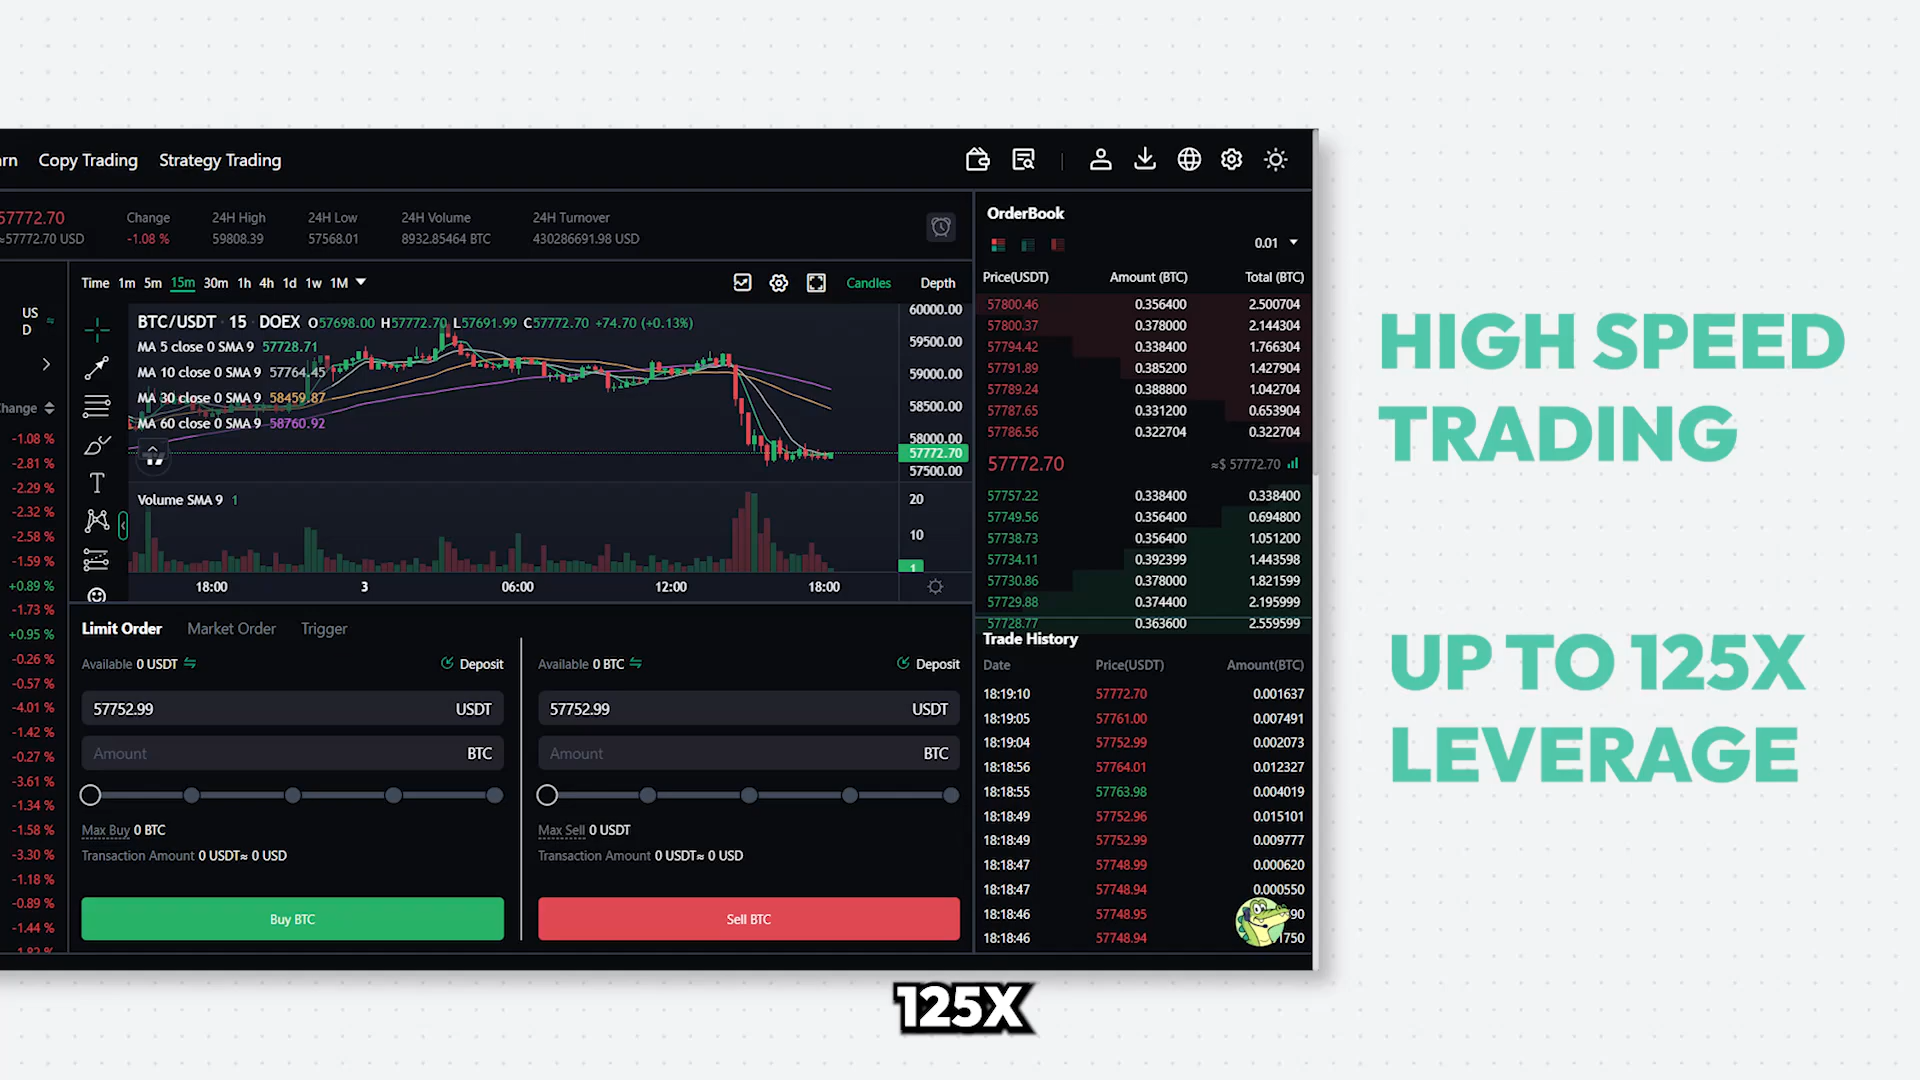 rn Copy Trading Strategy Trading
57772.70 Change 24H High 24H Low 24H Volume 24H Turnover
≈57772.70 USD -1.08 % 59808.39 57568.01 8932.85464 BTC 430286691.98 USD
Time 1m 5m 15m 30m 1h 4h 1d 1w 1M Candles Depth
US
D
Change
-1.08 %
-2.81 %
-2.29 %
-2.32 %
-2.58 %
-1.59 %
+0.89 %
-1.73 %
+0.95 %
-0.26 %
-0.57 %
-4.01 %
-1.42 %
-0.27 %
-3.61 %
-1.34 %
-1.58 %
-3.30 %
-1.18 %
-0.89 %
-1.44 %
-1.82 %
BTC/USDT 15 DOEX O57698.00 H57772.70 L57691.99 C57772.70 +74.70 (+0.13%)
MA 5 close 0 SMA 9 57728.71
MA 10 close 0 SMA 9 57764.45
MA 30 close 0 SMA 9 58459.87
MA 60 close 0 SMA 9 58760.92
60000.00
59500.00
59000.00
58500.00
58000.00
57772.70
57500.00
Volume SMA 9 1
20
10
1
18:00 3 06:00 12:00 18:00
Limit Order Market Order Trigger
Available 0 USDT Deposit
57752.99 USDT
Amount BTC
Max Buy 0 BTC
Transaction Amount 0 USDT≈ 0 USD
Buy BTC
Available 0 BTC Deposit
57752.99 USDT
Amount BTC
Max Sell 0 USDT
Transaction Amount 0 USDT≈ 0 USD
Sell BTC
OrderBook
0.01
Price(USDT) Amount (BTC) Total (BTC)
57800.46 0.356400 2.500704
57800.37 0.378000 2.144304
57794.42 0.338400 1.766304
57791.89 0.385200 1.427904
57789.24 0.388800 1.042704
57787.65 0.331200 0.653904
57786.56 0.322704 0.322704
57772.70 ≈$ 57772.70
57757.22 0.338400 0.338400
57749.56 0.356400 0.694800
57738.73 0.356400 1.051200
57734.11 0.392399 1.443598
57730.86 0.378000 1.821599
57729.88 0.374400 2.195999
57728.77 0.363600 2.559599
Trade History
Date Price(USDT) Amount(BTC)
18:19:10 57772.70 0.001637
18:19:05 57761.00 0.007491
18:19:04 57752.99 0.002073
18:18:56 57764.01 0.012327
18:18:55 57763.98 0.004019
18:18:49 57752.96 0.015101
18:18:49 57752.99 0.009777
18:18:47 57748.99 0.000620
18:18:47 57748.94 0.000550
18:18:46 57748.95 90
18:18:46 57748.94 1750
HIGH SPEED
TRADING
UP TO 125X
LEVERAGE
125X